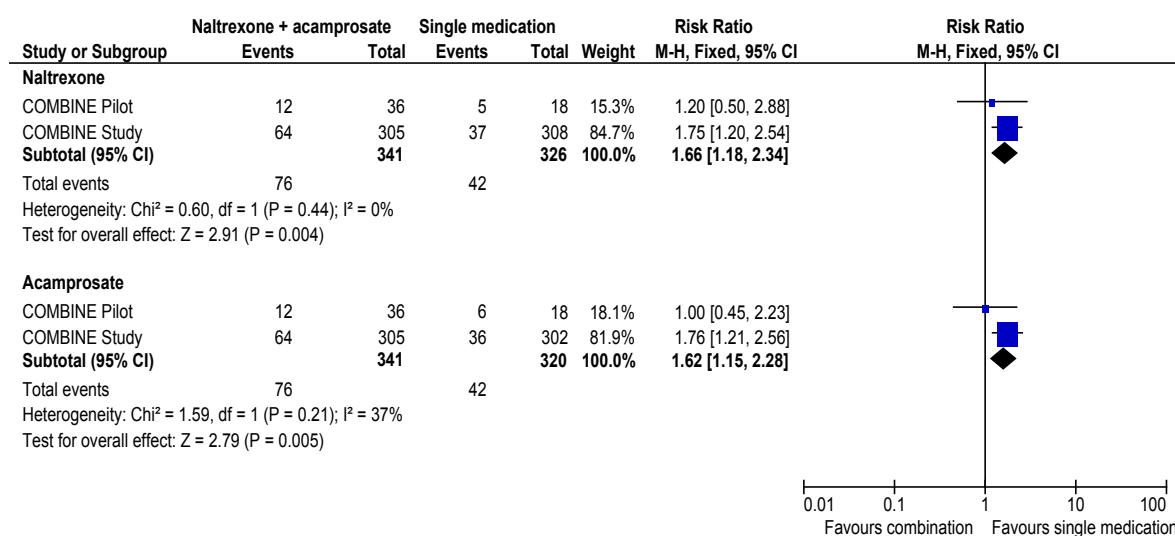 Naltrexone + acamprosate Single medication Risk Ratio Risk Ratio
Study or Subgroup Events Total Events Total Weight M-H, Fixed, 95% CI M-H, Fixed, 95% CI
Naltrexone
COMBINE Pilot 12 36 5 18 15.3% 1.20 [0.50, 2.88]
COMBINE Study 64 305 37 308 84.7% 1.75 [1.20, 2.54]
Subtotal (95% CI) 341 326 100.0% 1.66 [1.18, 2.34]
Total events 76 42
Heterogeneity: Chi² = 0.60, df = 1 (P = 0.44); I² = 0%
Test for overall effect: Z = 2.91 (P = 0.004)
Acamprosate
COMBINE Pilot 12 36 6 18 18.1% 1.00 [0.45, 2.23]
COMBINE Study 64 305 36 302 81.9% 1.76 [1.21, 2.56]
Subtotal (95% CI) 341 320 100.0% 1.62 [1.15, 2.28]
Total events 76 42
Heterogeneity: Chi² = 1.59, df = 1 (P = 0.21); I² = 37%
Test for overall effect: Z = 2.79 (P = 0.005)
0.01 0.1 1 10 100
Favours combination Favours single medication